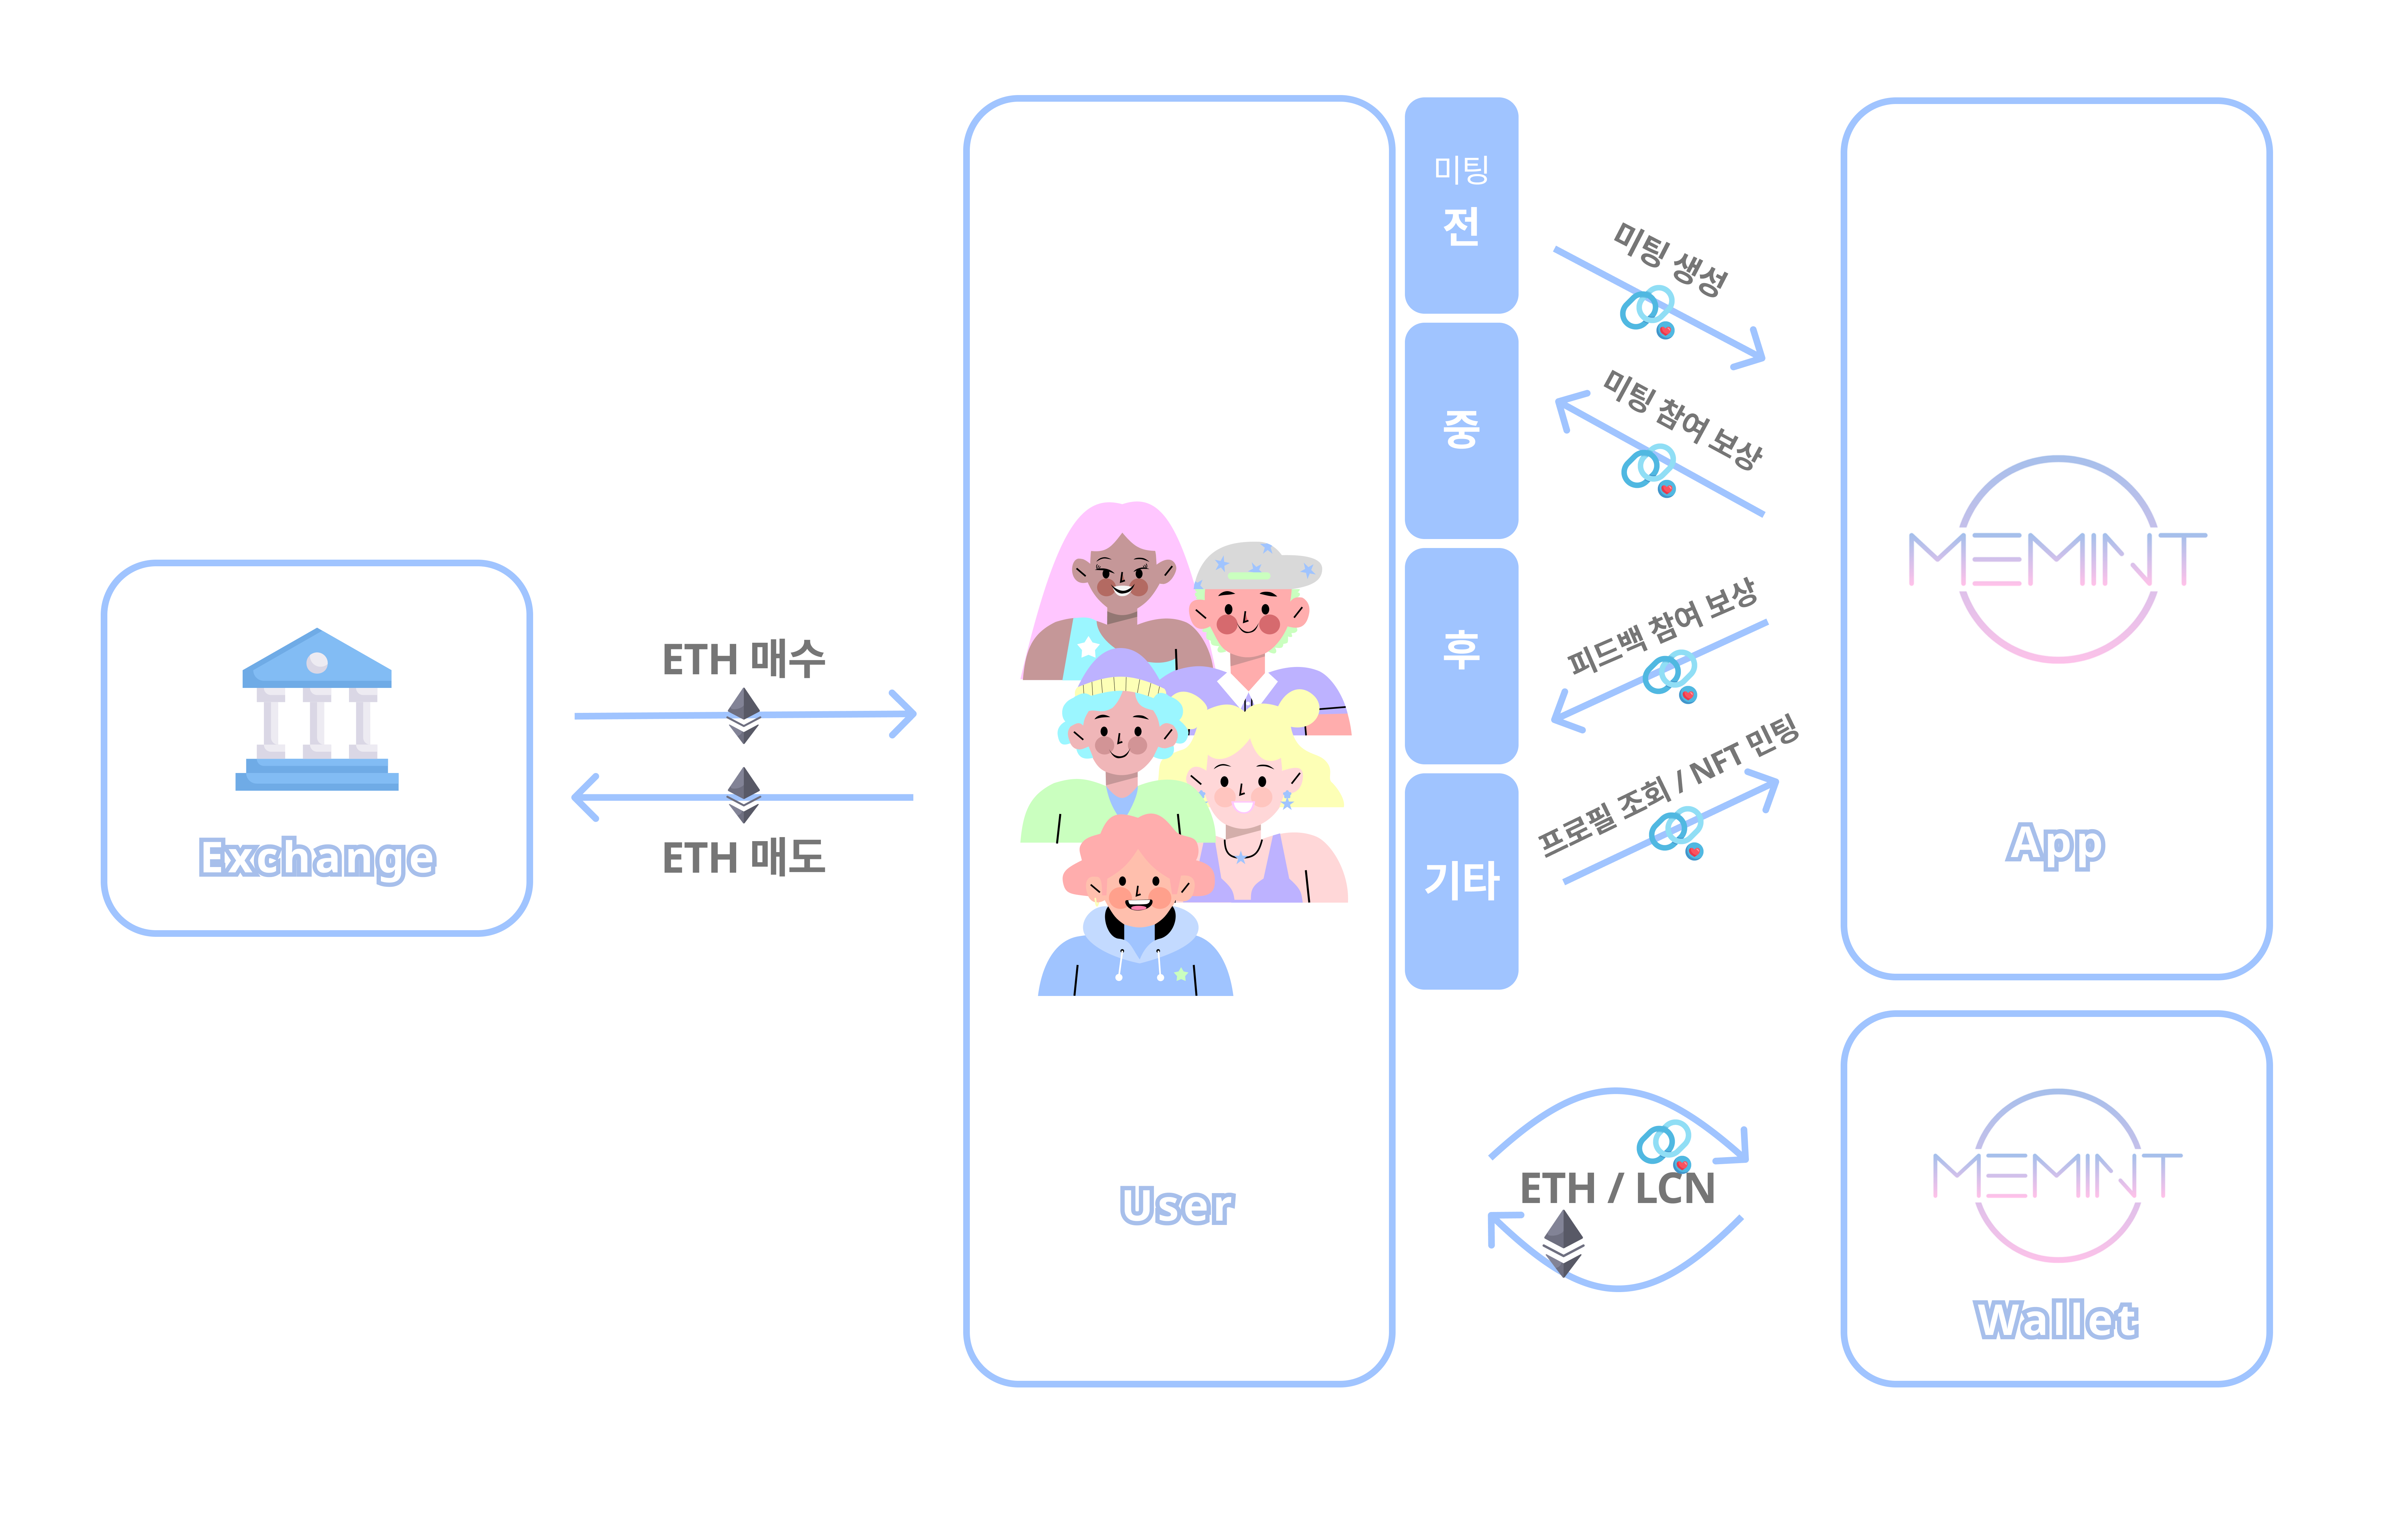 Exchange
ETH 매수
ETH 매도
User
미팅
전
중
후
기타
미팅 생성
미팅 참여 보상
피드백 참여 보상
프로필 조회 / NFT 민팅
MEMINT
App
ETH / LCN
MEMINT
Wallet